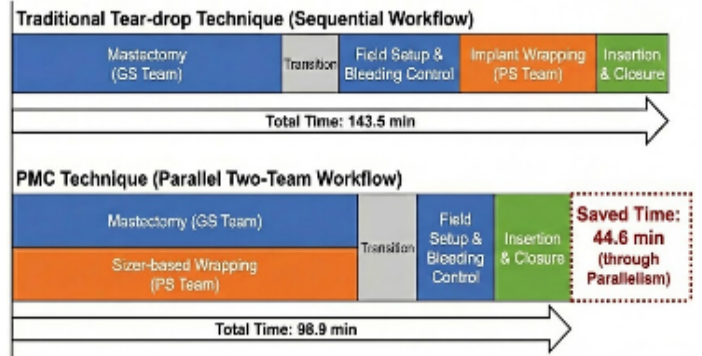 Traditional Tear-drop Technique (Sequential Workflow)
Mastectomy
(GS Team)
Transition
Field Setup &
Bleeding Control
Implant Wrapping
(PS Team)
Insertion
& Closure
Total Time: 143.5 min
PMC Technique (Parallel Two-Team Workflow)
Mastectomy (GS Team)
Sizer-based Wrapping
(PS Team)
Transition
Field
Setup &
Bleeding
Control
Insertion
& Closure
Saved Time:
44.6 min
(through
Parallelism)
Total Time: 98.9 min